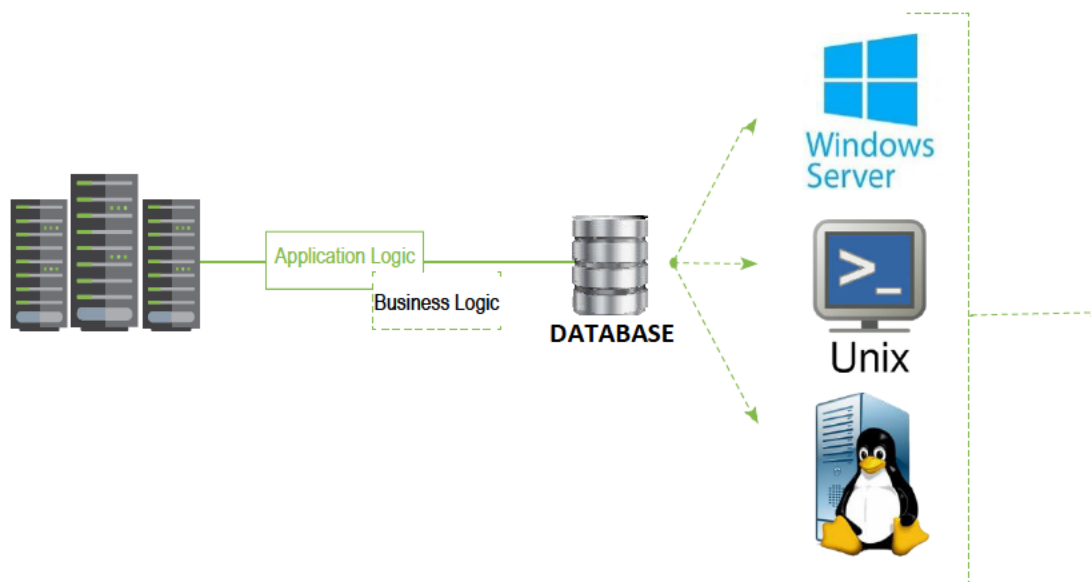 Windows
Server
Application Logic
Business Logic
DATABASE
>_
Unix